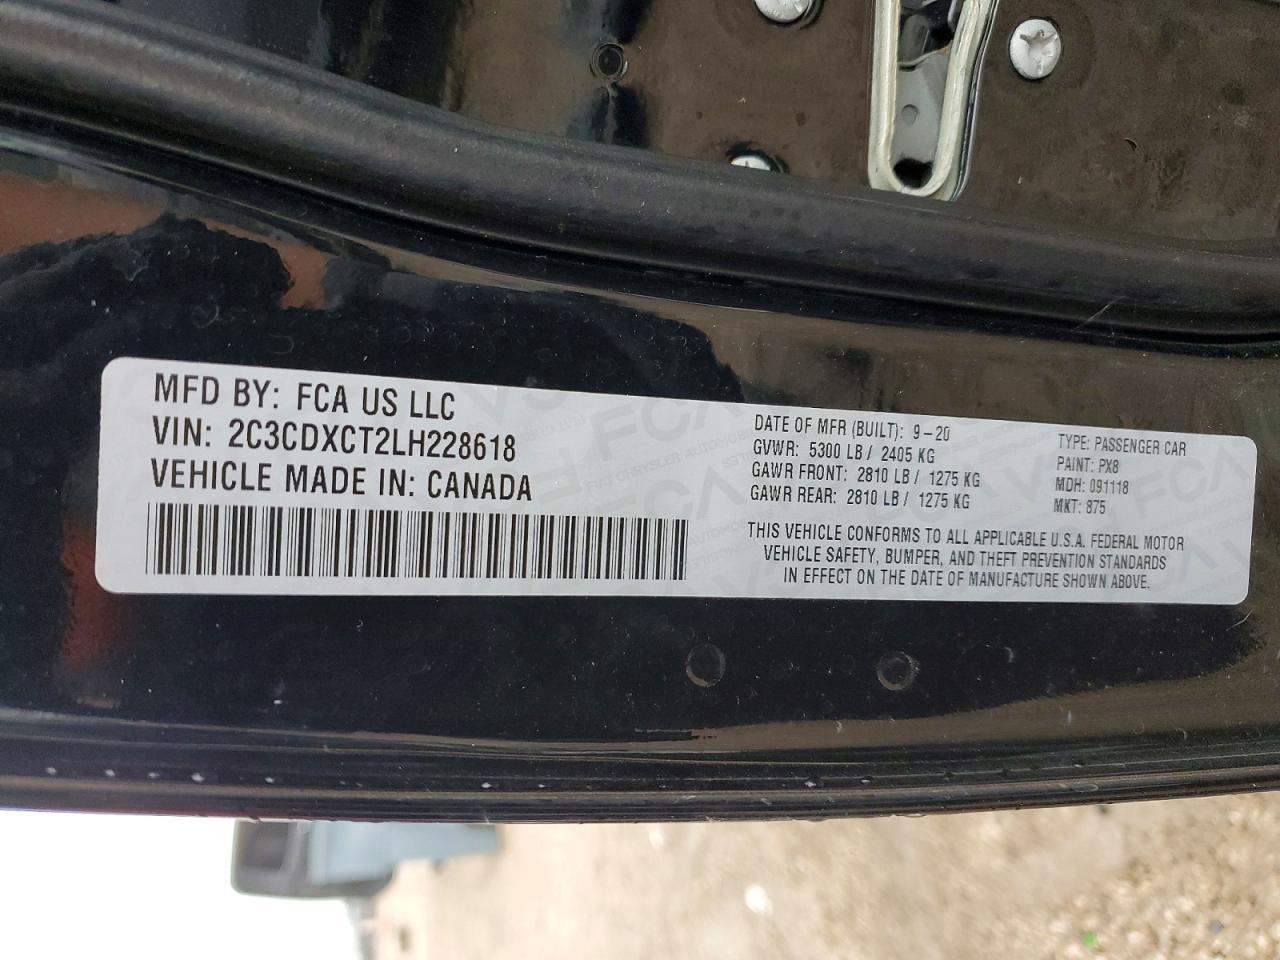 MFD BY: FCA US LLC
VIN: 2C3CDXCT2LH228618
VEHICLE MADE IN: CANADA
DATE OF MFR (BUILT): 9-20
GVWR: 5300 LB / 2405 KG
GAWR FRONT: 2810 LB / 1275 KG
GAWR REAR: 2810 LB / 1275 KG
TYPE: PASSENGER CAR
PAINT: PX8
MDH: 091118
MKT: 875
THIS VEHICLE CONFORMS TO ALL APPLICABLE U.S.A. FEDERAL MOTOR
VEHICLE SAFETY, BUMPER, AND THEFT PREVENTION STANDARDS
IN EFFECT ON THE DATE OF MANUFACTURE SHOWN ABOVE.